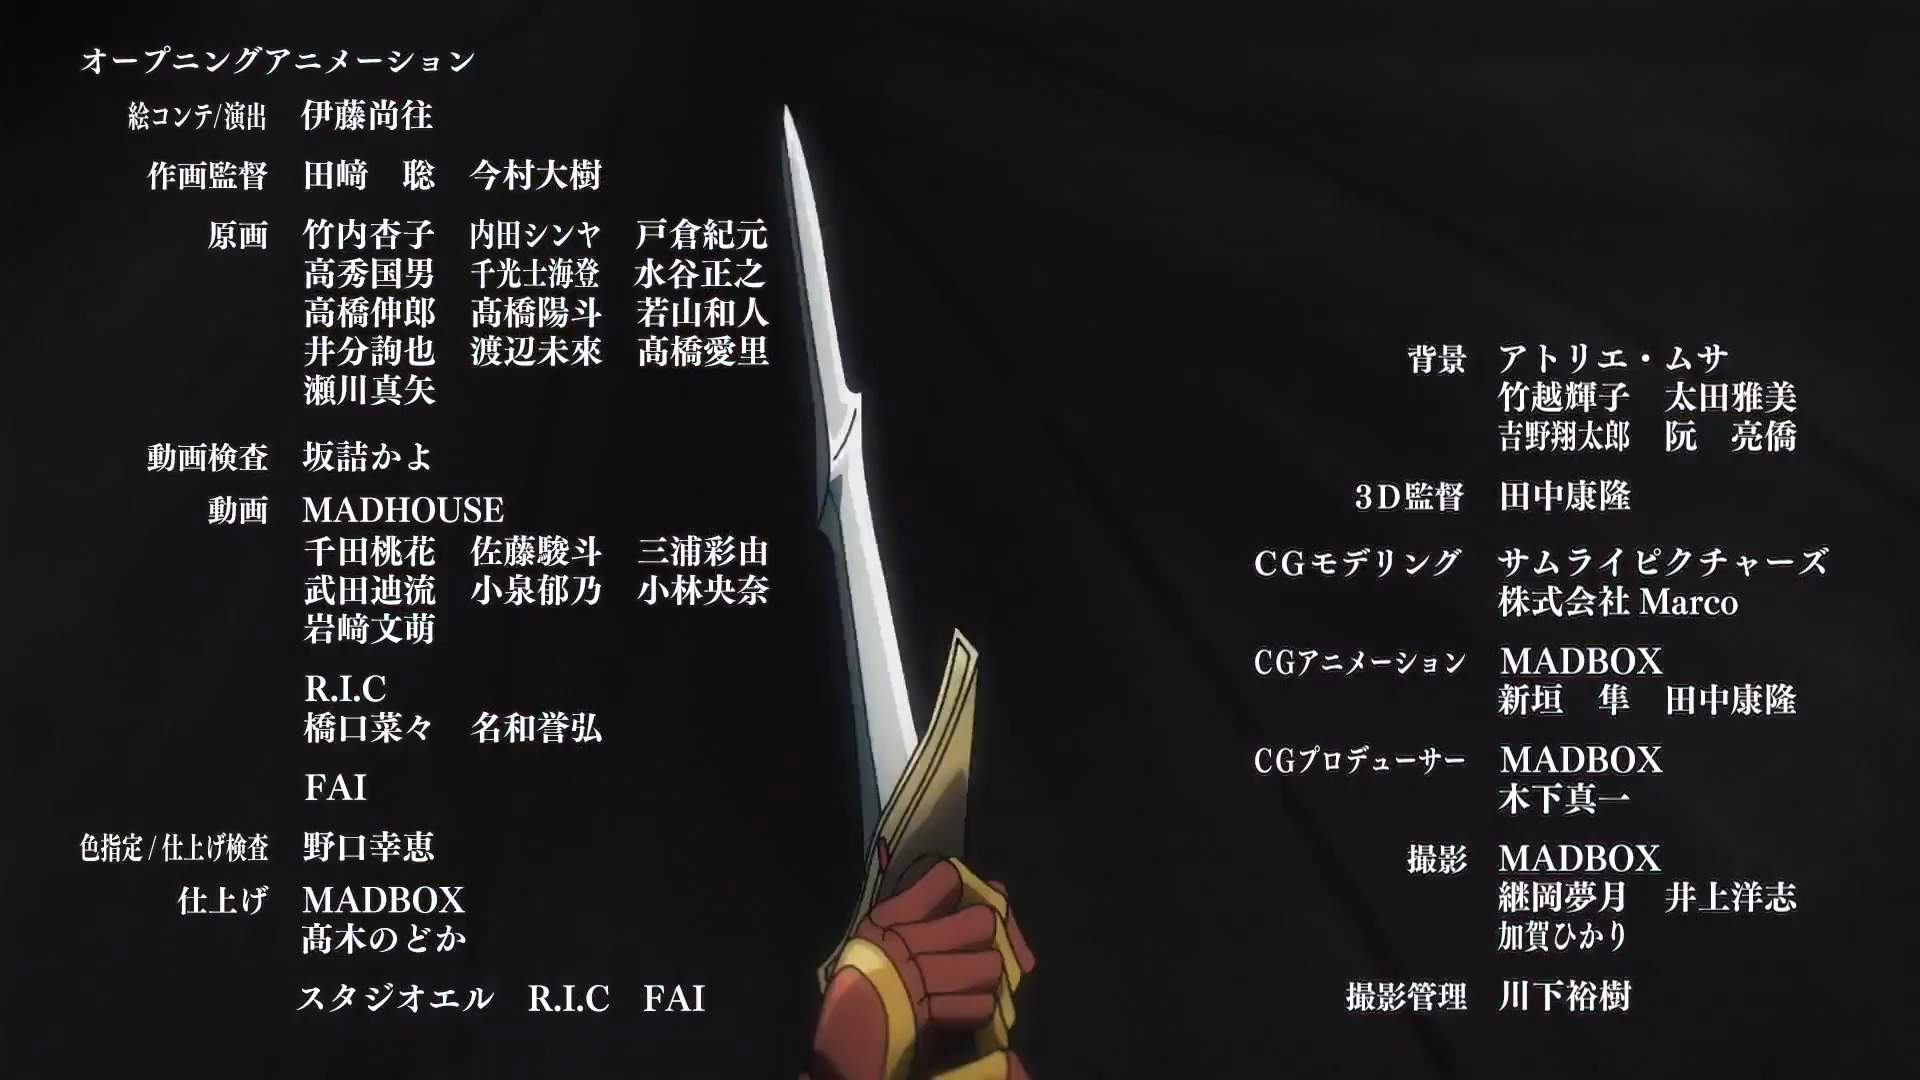 オープニングアニメーション
絵コンテ/演出 伊藤尚往
作画監督 田﨑 聡 今村大樹
原画 竹内杏子 内田シンヤ 戸倉紀元
高秀国男 千光士海登 水谷正之
高橋伸郎 髙橋陽斗 若山和人
井分詢也 渡辺未來 髙橋愛里
瀬川真矢
動画検査 坂詰かよ
動画 MADHOUSE
千田桃花 佐藤駿斗 三浦彩由
武田迪流 小泉郁乃 小林央奈
岩﨑文萌
R.I.C
橋口菜々 名和誉弘
FAI
色指定/仕上げ検査 野口幸恵
仕上げ MADBOX
髙木のどか
スタジオエル R.I.C FAI
背景 アトリエ・ムサ
竹越輝子 太田雅美
吉野翔太郎 阮 亮僑
3D監督 田中康隆
CGモデリング サムライピクチャーズ
株式会社 Marco
CGアニメーション MADBOX
新垣 隼 田中康隆
CGプロデューサー MADBOX
木下真一
撮影 MADBOX
継岡夢月 井上洋志
加賀ひかり
撮影管理 川下裕樹